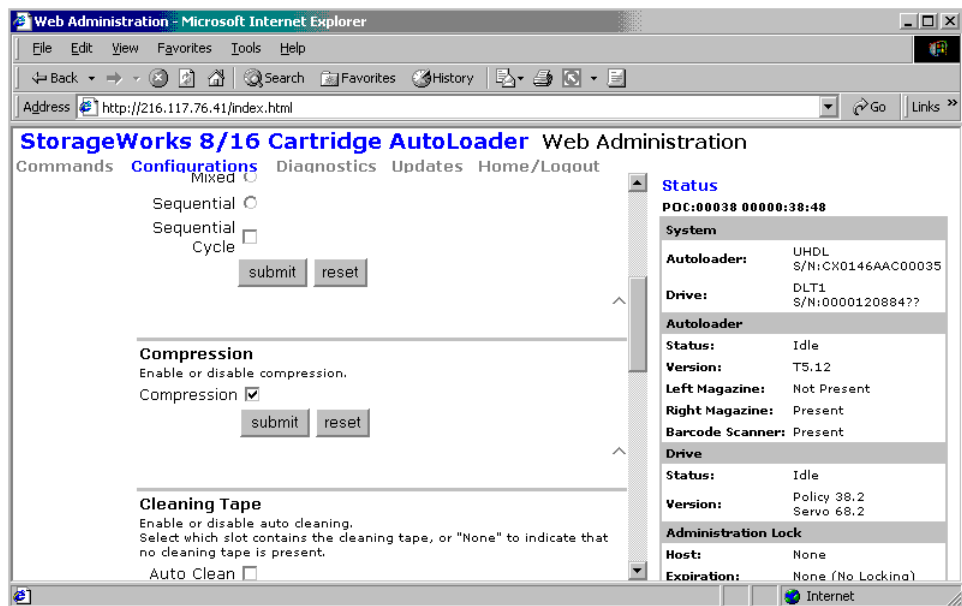 Web Administration - Microsoft Internet Explorer
File Edit View Favorites Tools Help
Back Search Favorites History
Address http://216.117.76.41/index.html Go Links »
StorageWorks 8/16 Cartridge AutoLoader Web Administration
Commands Configurations Diagnostics Updates Home/Logout
Mixed
Sequential
Sequential
Cycle
submit reset
Compression
Enable or disable compression.
Compression
submit reset
Cleaning Tape
Enable or disable auto cleaning.
Select which slot contains the cleaning tape, or "None" to indicate that
no cleaning tape is present.
Auto Clean
Status
POC:00038 00000:38:48
System
Autoloader: UHDL
S/N:CX0146AAC00035
Drive: DLT1
S/N:0000120884??
Autoloader
Status: Idle
Version: T5.12
Left Magazine: Not Present
Right Magazine: Present
Barcode Scanner: Present
Drive
Status: Idle
Version: Policy 38.2
Servo 68.2
Administration Lock
Host: None
Expiration: None (No Locking)
Internet